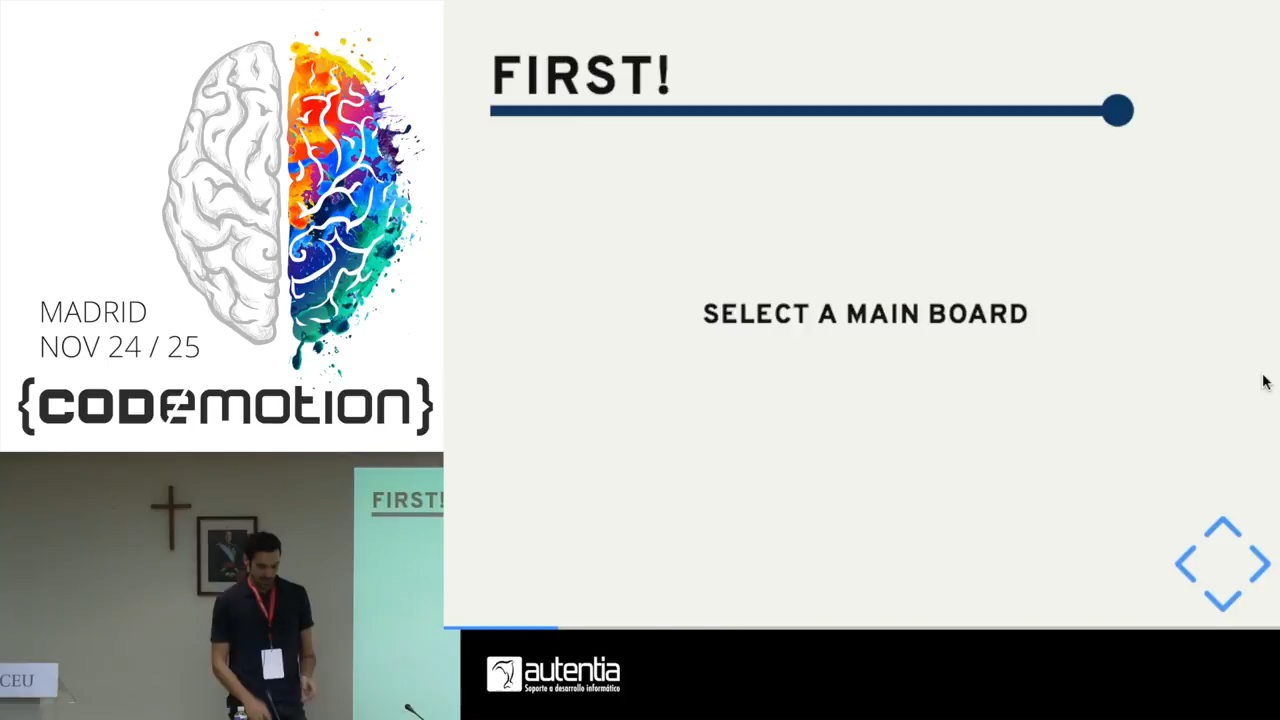 MADRID
NOV 24 / 25
{CODEMOTION}
FIRST!
SELECT A MAIN BOARD
FIRST!
CEU
autentia
Soporte a desarrollo informático